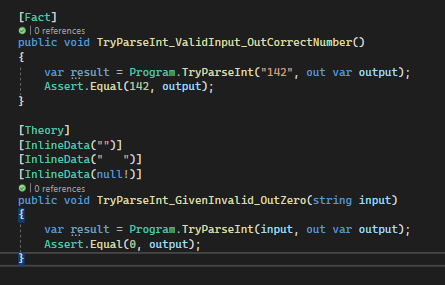 [Fact]
| 0 references
public void TryParseInt_ValidInput_OutCorrectNumber()
{
var result = Program.TryParseInt("142", out var output);
Assert.Equal(142, output);
}
[Theory]
[InlineData("")]
[InlineData("   ")]
[InlineData(null!)]
| 0 references
public void TryParseInt_GivenInvalid_OutZero(string input)
{
var result = Program.TryParseInt(input, out var output);
Assert.Equal(0, output);
}